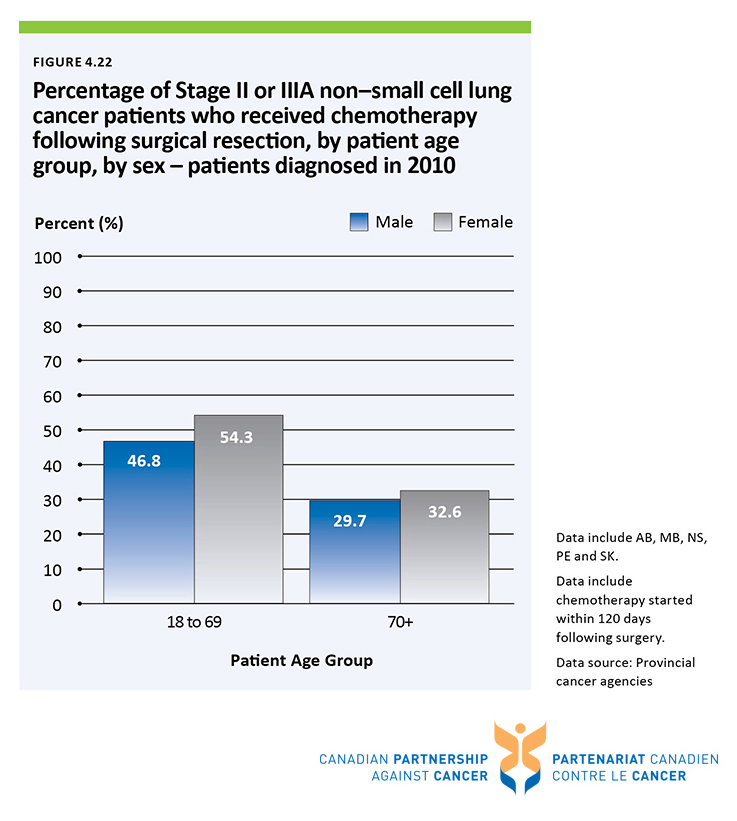 FIGURE 4.22
Percentage of Stage II or IIIA non–small cell lung
cancer patients who received chemotherapy
following surgical resection, by patient age
group, by sex – patients diagnosed in 2010
Percent (%)
Male
Female
100
90
80
70
60
50
40
30
20
10
0
46.8
54.3
29.7
32.6
18 to 69
70+
Patient Age Group
Data include AB, MB, NS,
PE and SK.
Data include
chemotherapy started
within 120 days
following surgery.
Data source: Provincial
cancer agencies
CANADIAN PARTNERSHIP
AGAINST CANCER
PARTENARIAT CANADIEN
CONTRE LE CANCER